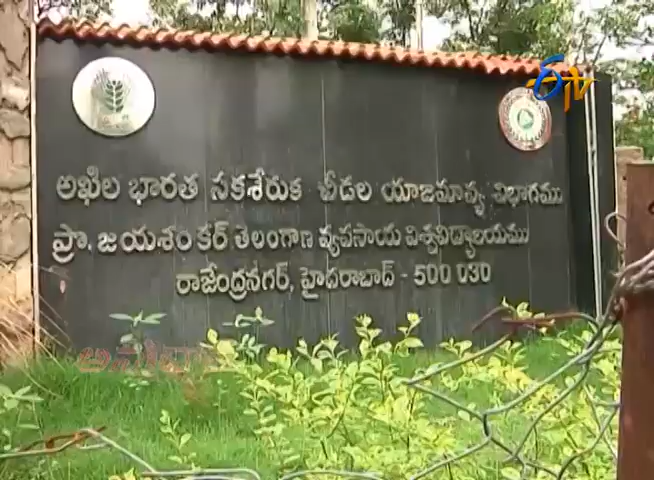 అఖిల భారత సకశేరుక చీడల యాజమాన్య విభాగము
ప్రొ. జయశంకర్ తెలంగాణ వ్యవసాయ విశ్వవిద్యాలయము
రాజేంద్రనగర్, హైదరాబాద్ - 500 030